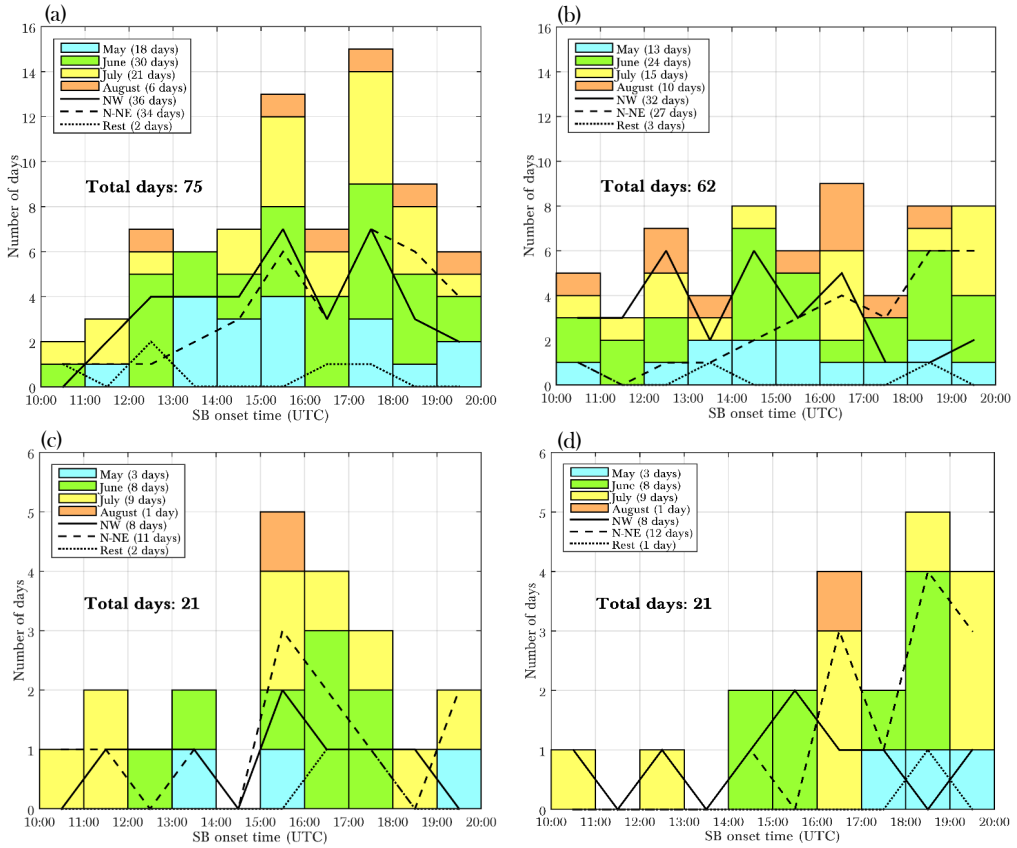 (a)
16
14
12
10
8
6
4
2
0
Number of days
May (18 days)
June (30 days)
July (21 days)
August (6 days)
NW (36 days)
N-NE (34 days)
Rest (2 days)
Total days: 75
10:00 11:00 12:00 13:00 14:00 15:00 16:00 17:00 18:00 19:00 20:00
SB onset time (UTC)
(b)
16
14
12
10
8
6
4
2
0
Number of days
May (13 days)
June (24 days)
July (15 days)
August (10 days)
NW (32 days)
N-NE (27 days)
Rest (3 days)
Total days: 62
10:00 11:00 12:00 13:00 14:00 15:00 16:00 17:00 18:00 19:00 20:00
SB onset time (UTC)
(c)
6
5
4
3
2
1
0
Number of days
May (3 days)
June (8 days)
July (9 days)
August (1 day)
NW (8 days)
N-NE (11 days)
Rest (2 days)
Total days: 21
10:00 11:00 12:00 13:00 14:00 15:00 16:00 17:00 18:00 19:00 20:00
SB onset time (UTC)
(d)
6
5
4
3
2
1
0
Number of days
May (3 days)
June (8 days)
July (9 days)
August (1 day)
NW (8 days)
N-NE (12 days)
Rest (1 day)
Total days: 21
10:00 11:00 12:00 13:00 14:00 15:00 16:00 17:00 18:00 19:00 20:00
SB onset time (UTC)